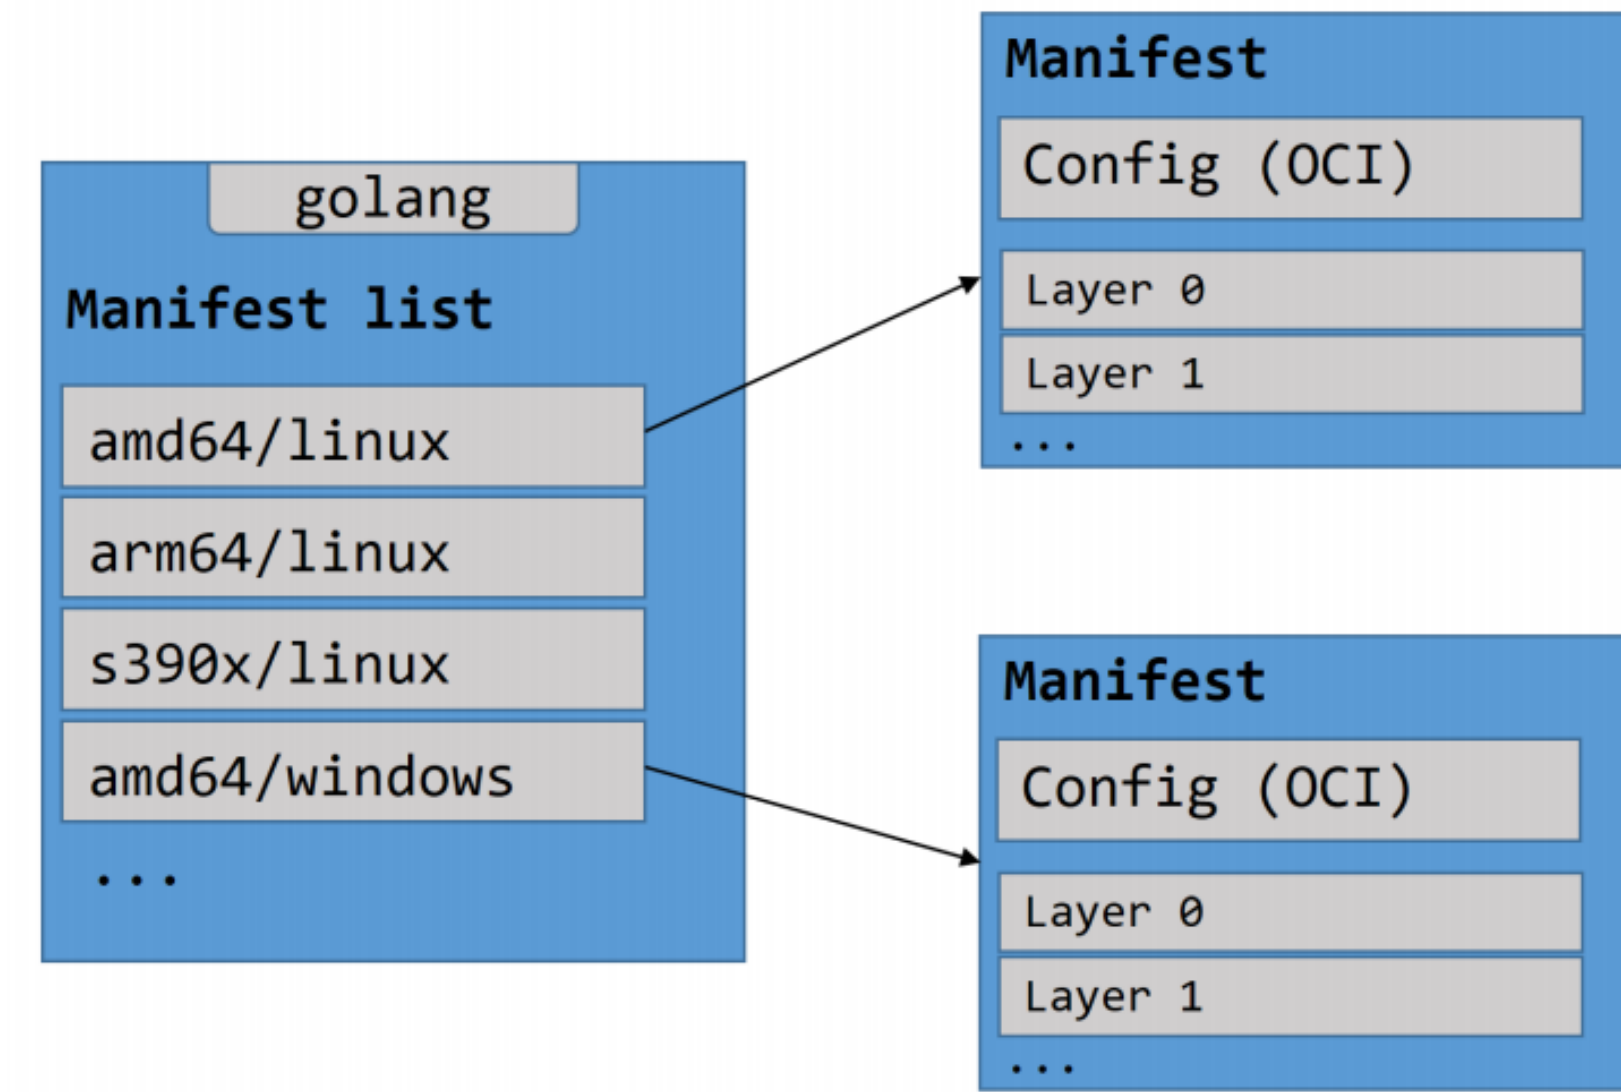 golang
Manifest list
amd64/linux
arm64/linux
s390x/linux
amd64/windows
...
Manifest
Config (OCI)
Layer 0
Layer 1
...
Manifest
Config (OCI)
Layer 0
Layer 1
...